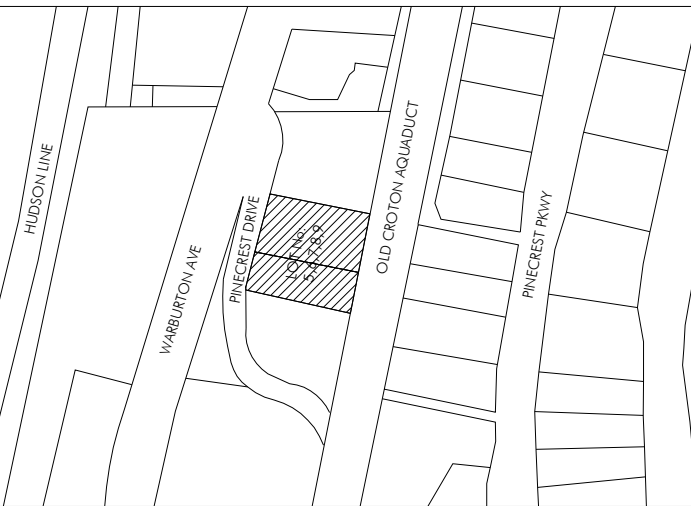 HUDSON LINE
WARBURTON AVE
PINECREST DRIVE
LOT No:
5,6,7,8,9
OLD CROTON AQUADUCT
PINECREST PKWY